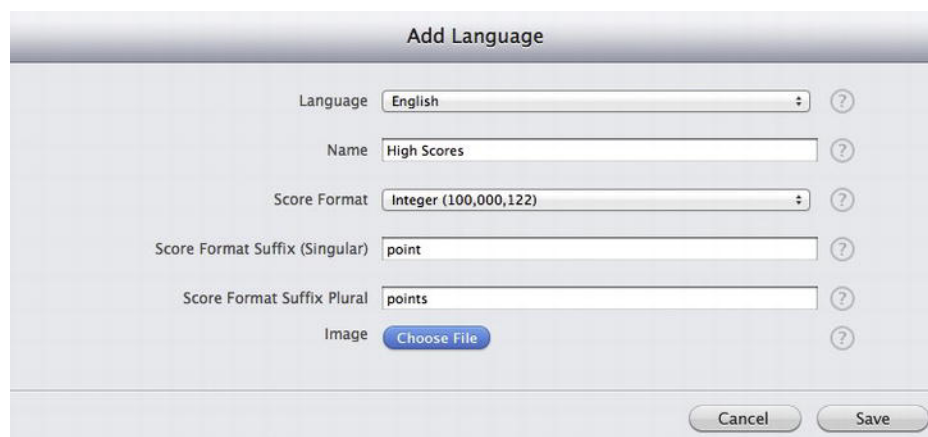 Add Language
Language English ?
Name High Scores ?
Score Format Integer (100,000,122) ?
Score Format Suffix (Singular) point ?
Score Format Suffix Plural points ?
Image Choose File ?
Cancel Save